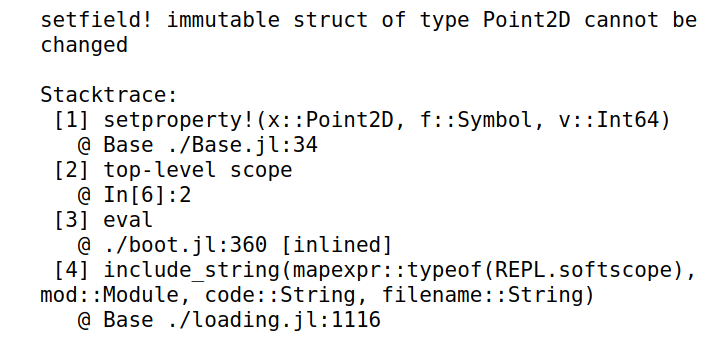 setfield! immutable struct of type Point2D cannot be
changed
Stacktrace:
[1] setproperty!(x::Point2D, f::Symbol, v::Int64)
@ Base ./Base.jl:34
[2] top-level scope
@ In[6]:2
[3] eval
@ ./boot.jl:360 [inlined]
[4] include_string(mapexpr::typeof(REPL.softscope),
mod::Module, code::String, filename::String)
@ Base ./loading.jl:1116